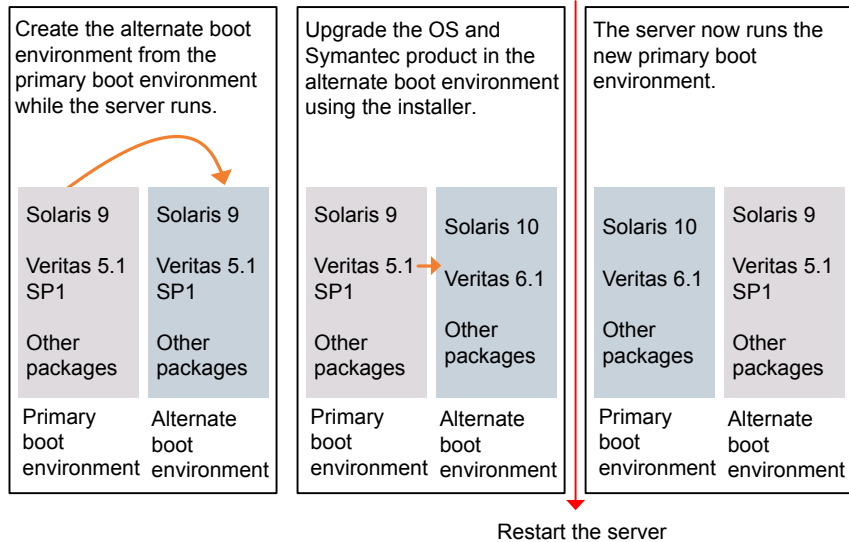 Create the alternate boot
environment from the
primary boot environment
while the server runs.
Solaris 9
Veritas 5.1
SP1
Other
packages
Primary
boot
environment
Solaris 9
Veritas 5.1
SP1
Other
packages
Alternate
boot
environment
Upgrade the OS and
Symantec product in the
alternate boot environment
using the installer.
Solaris 9
Veritas 5.1
SP1
Other
packages
Primary
boot
environment
Solaris 10
Veritas 6.1
Other
packages
Alternate
boot
environment
The server now runs the
new primary boot
environment.
Solaris 10
Veritas 6.1
Other
packages
Primary
boot
environment
Solaris 9
Veritas 5.1
SP1
Other
packages
Alternate
boot
environment
Restart the server